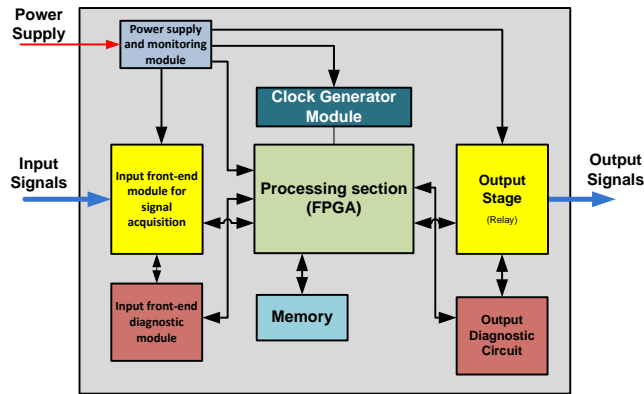 Power
Supply
Power supply
and monitoring
module
Clock Generator
Module
Input
Signals
Input front-end
module for
signal
acquisition
Processing section
(FPGA)
Output
Stage
(Relay)
Output
Signals
Input front-end
diagnostic
module
Memory
Output
Diagnostic
Circuit